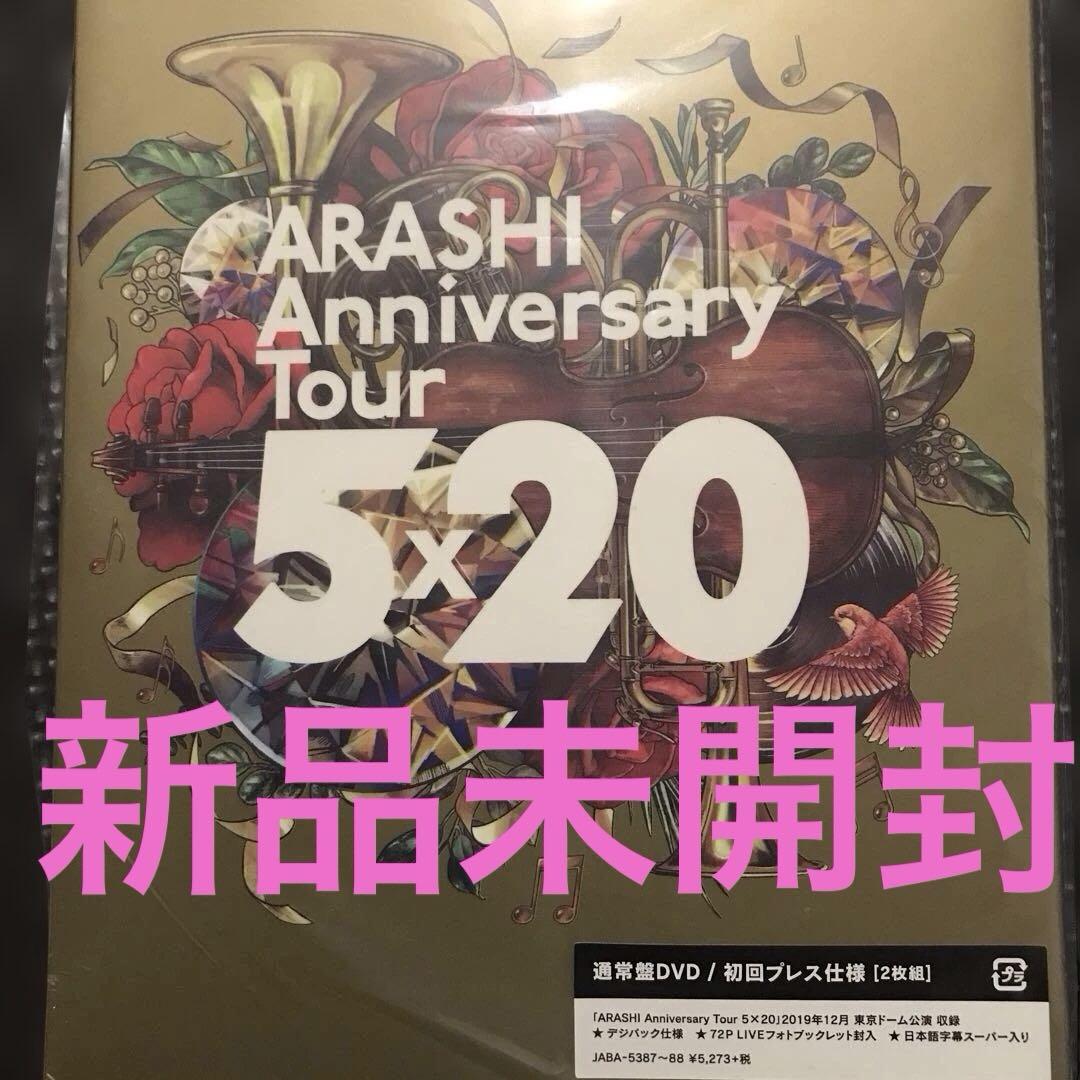 ARASHI
Anniversary
Tour
5×20
新品未開封
通常盤DVD / 初回プレス仕様 [2枚組]
プラ
「ARASHI Anniversary Tour 5×20」2019年12月 東京ドーム公演 収録
★ デジパック仕様 ★ 72P LIVEフォトブックレット封入 ★ 日本語字幕スーパー入り
JABA-5387～88 ¥5,273+税